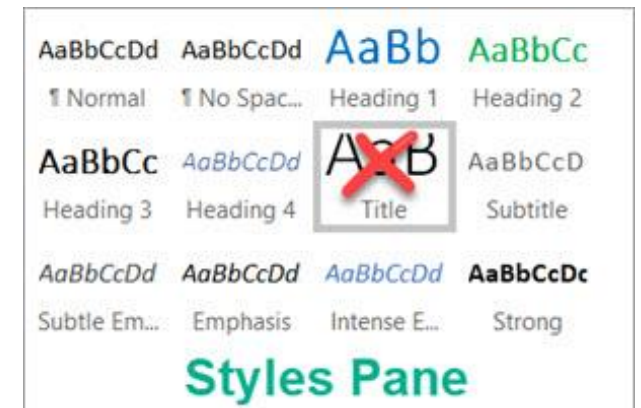 AaBbCcDd AaBbCcDd AaBb AaBbCc
¶ Normal ¶ No Spac... Heading 1 Heading 2
AaBbCc AaBbCcDd AaB AaBbCcD
Heading 3 Heading 4 Title Subtitle
AaBbCcDd AaBbCcDd AaBbCcDd AaBbCcDc
Subtle Em... Emphasis Intense E... Strong
Styles Pane